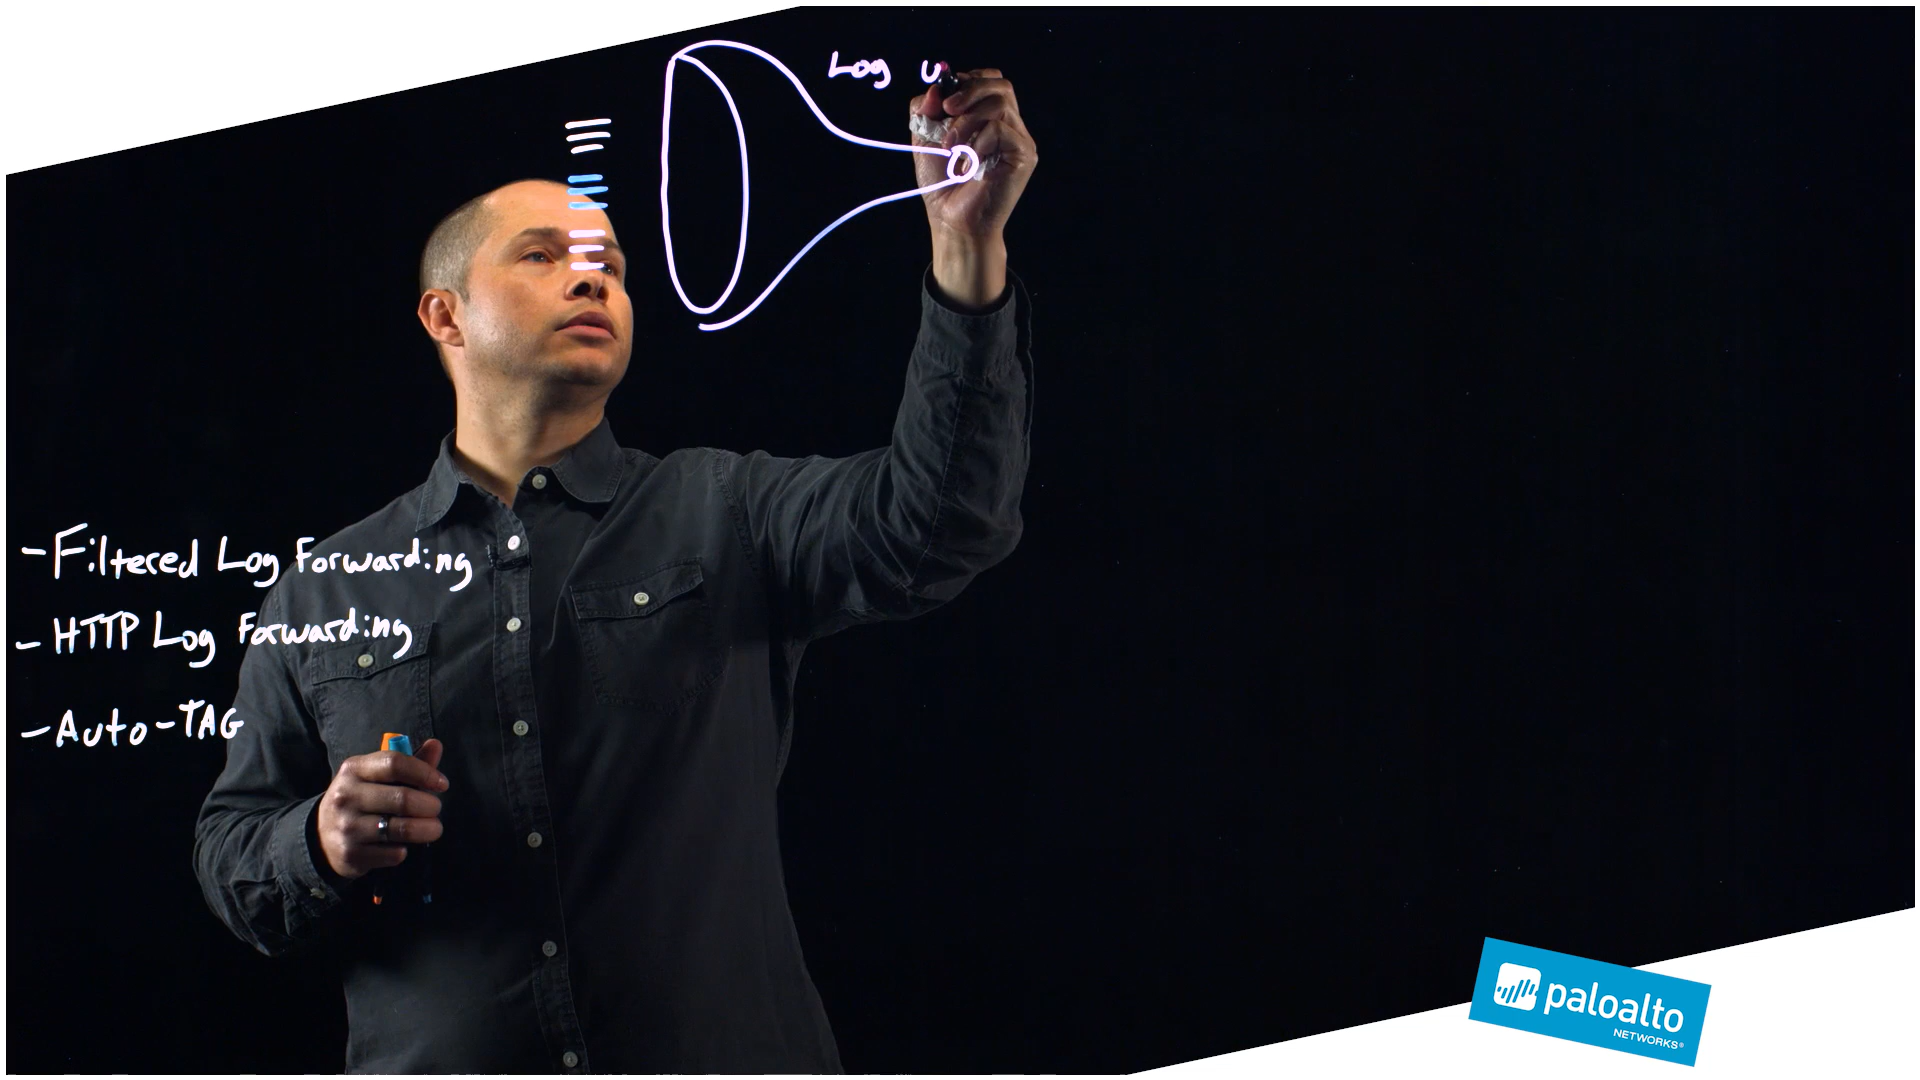 Log u
- Filtered Log Forwarding
- HTTP Log Forwarding
- Auto-TAG
paloalto
NETWORKS®